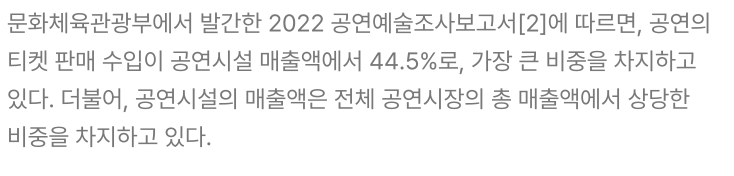 문화체육관광부에서 발간한 2022 공연예술조사보고서[2]에 따르면, 공연의
티켓 판매 수입이 공연시설 매출액에서 44.5%로, 가장 큰 비중을 차지하고
있다. 더불어, 공연시설의 매출액은 전체 공연시장의 총 매출액에서 상당한
비중을 차지하고 있다.